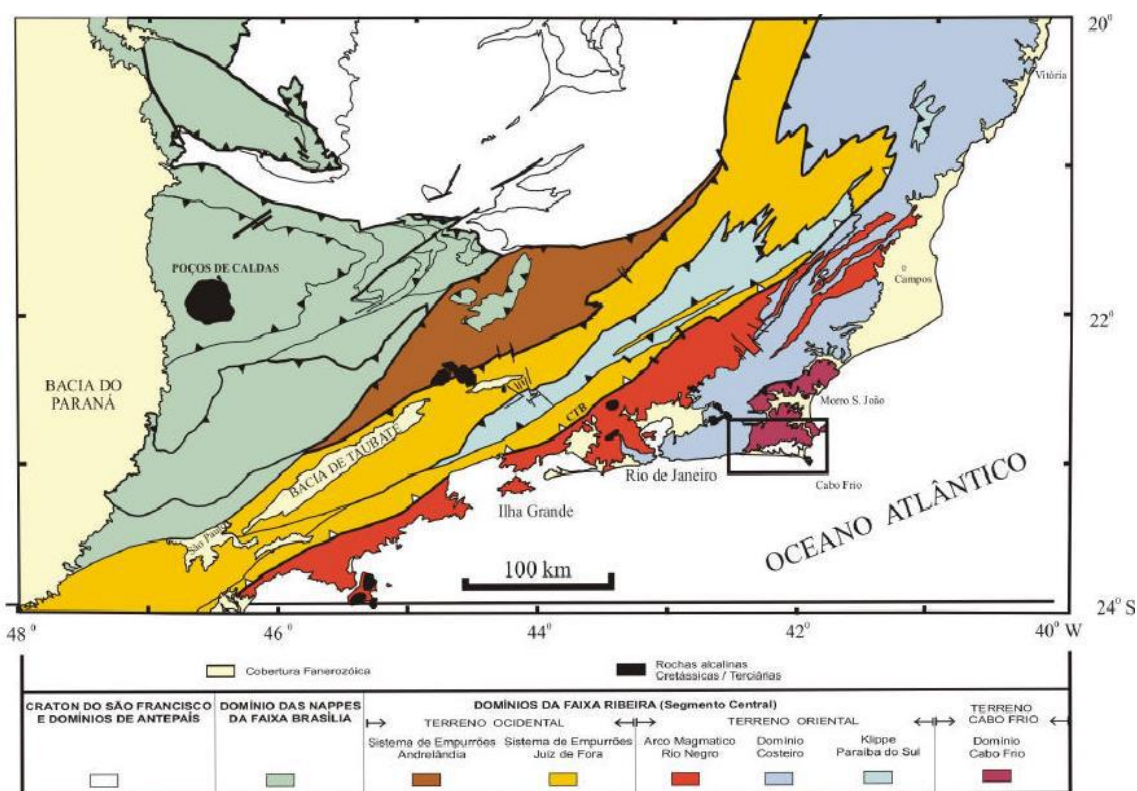 20°
Vitória
POÇOS DE CALDAS
Campos
22°
BACIA DO
PARANÁ
Morro S. João
CTB
BACIA DE TAUBATÉ
Rio de Janeiro
Cabo Frio
Ilha Grande
São Paulo
OCEANO ATLÂNTICO
100 km
24° S
48°
46°
44°
42°
40° W
Cobertura Fanerozóica
Rochas alcalinas
Cretássicas / Terciárias
CRATON DO SÃO FRANCISCO
E DOMÍNIOS DE ANTEPAÍS
DOMÍNIO DAS NAPPES
DA FAIXA BRASÍLIA
DOMÍNIOS DA FAIXA RIBEIRA (Segmento Central)
TERRENO OCIDENTAL
TERRENO ORIENTAL
TERRENO
CABO FRIO
Sistema de Empurrões
Andrelândia
Sistema de Empurrões
Juiz de Fora
Arco Magmatico
Rio Negro
Domínio
Costeiro
Klippe
Paraíba do Sul
Domínio
Cabo Frio